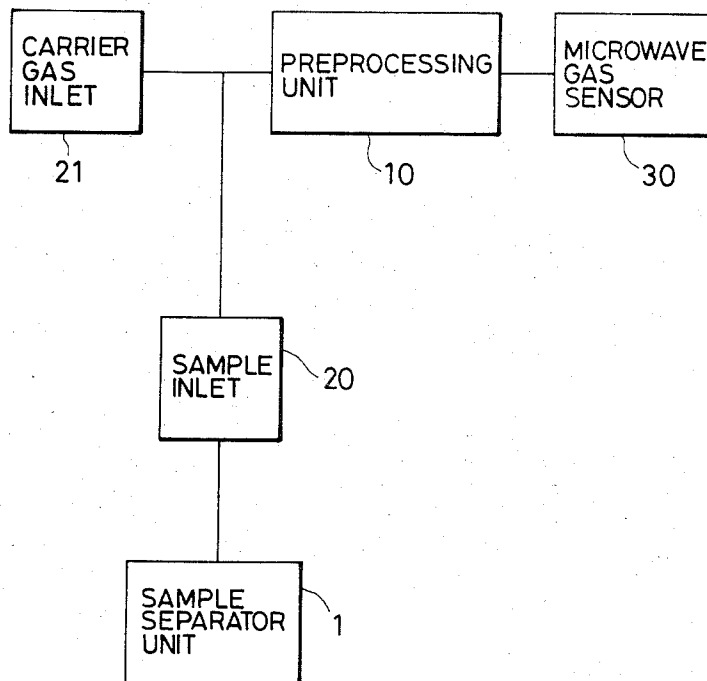 CARRIER
GAS
INLET
21
PREPROCESSING
UNIT
10
MICROWAVE
GAS
SENSOR
30
SAMPLE
INLET
20
SAMPLE
SEPARATOR
UNIT
1